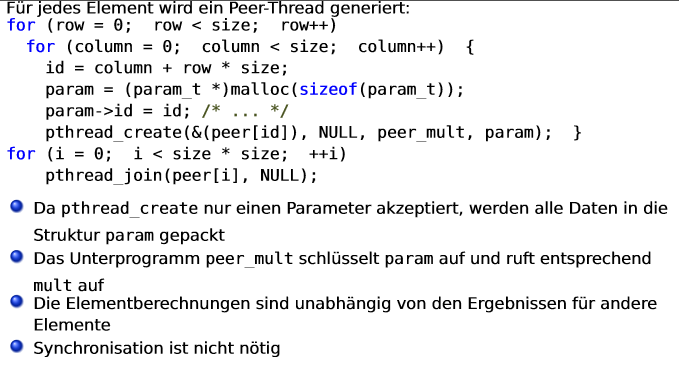 Für jedes Element wird ein Peer-Thread generiert:
for (row = 0;  row < size;  row++)
  for (column = 0;  column < size;  column++)  {
    id = column + row * size;
    param = (param_t *)malloc(sizeof(param_t));
    param->id = id; /* ... */
    pthread_create(&(peer[id]), NULL, peer_mult, param);  }
for (i = 0;  i < size * size;  ++i)
    pthread_join(peer[i], NULL);
Da pthread_create nur einen Parameter akzeptiert, werden alle Daten in die
Struktur param gepackt
Das Unterprogramm peer_mult schlüsselt param auf und ruft entsprechend
mult auf
Die Elementberechnungen sind unabhängig von den Ergebnissen für andere
Elemente
Synchronisation ist nicht nötig